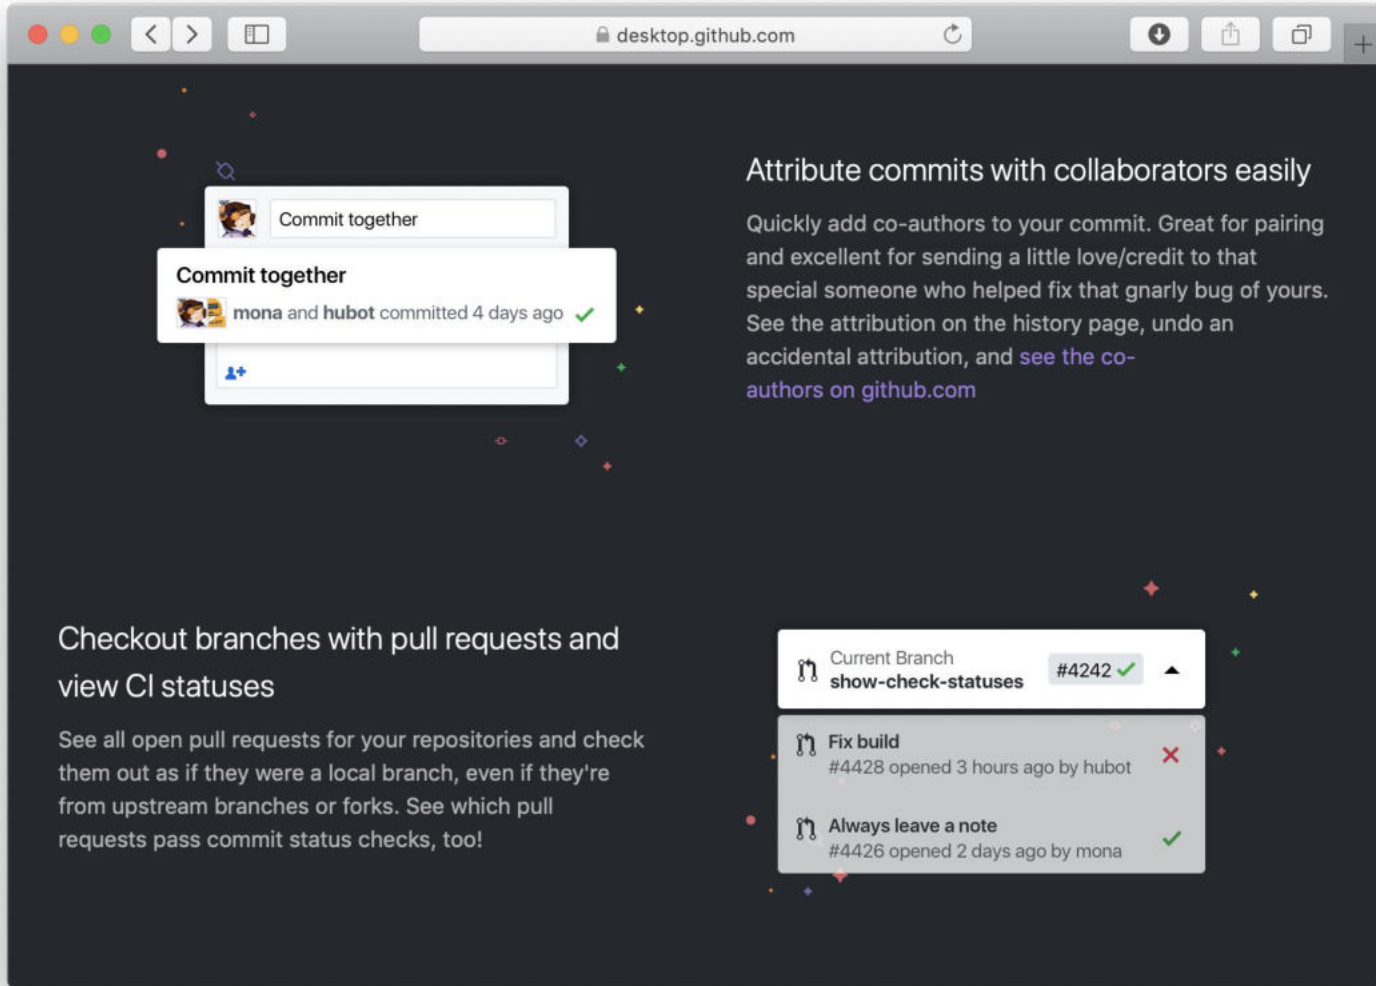 desktop.github.com
Commit together
Commit together
mona and hubot committed 4 days ago
Attribute commits with collaborators easily
Quickly add co-authors to your commit. Great for pairing
and excellent for sending a little love/credit to that
special someone who helped fix that gnarly bug of yours.
See the attribution on the history page, undo an
accidental attribution, and see the co-
authors on github.com
Checkout branches with pull requests and
view CI statuses
See all open pull requests for your repositories and check
them out as if they were a local branch, even if they're
from upstream branches or forks. See which pull
requests pass commit status checks, too!
Current Branch
show-check-statuses
#4242
Fix build
#4428 opened 3 hours ago by hubot
Always leave a note
#4426 opened 2 days ago by mona